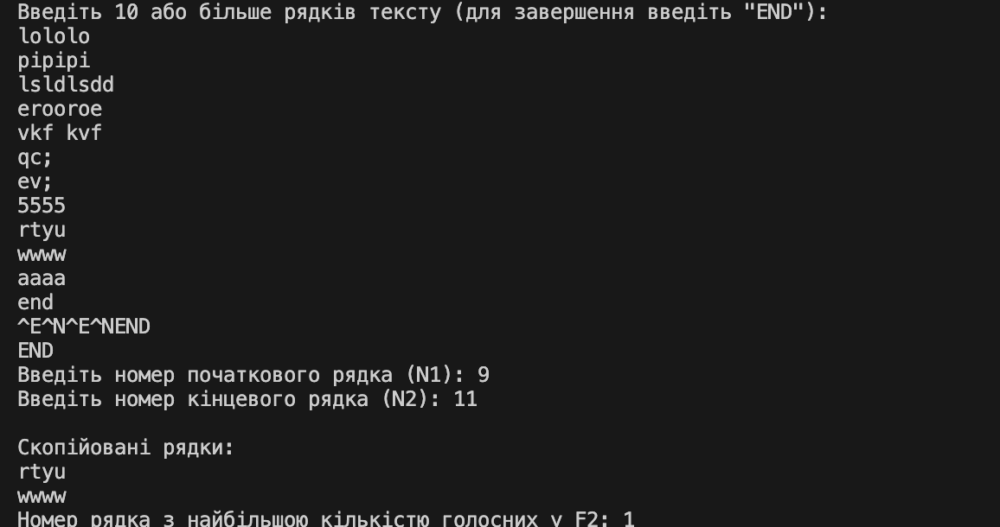 Введіть 10 або більше рядків тексту (для завершення введіть "END"):
lololo
pipipi
lsldlsdd
erooroe
vkf kvf
qc;
ev;
5555
rtyu
wwww
aaaa
end
^E^N^E^NEND
END
Введіть номер початкового рядка (N1): 9
Введіть номер кінцевого рядка (N2): 11

Скопійовані рядки:
rtyu
wwww
Номер рядка з найбільшою кількістю голосних у F2: 1